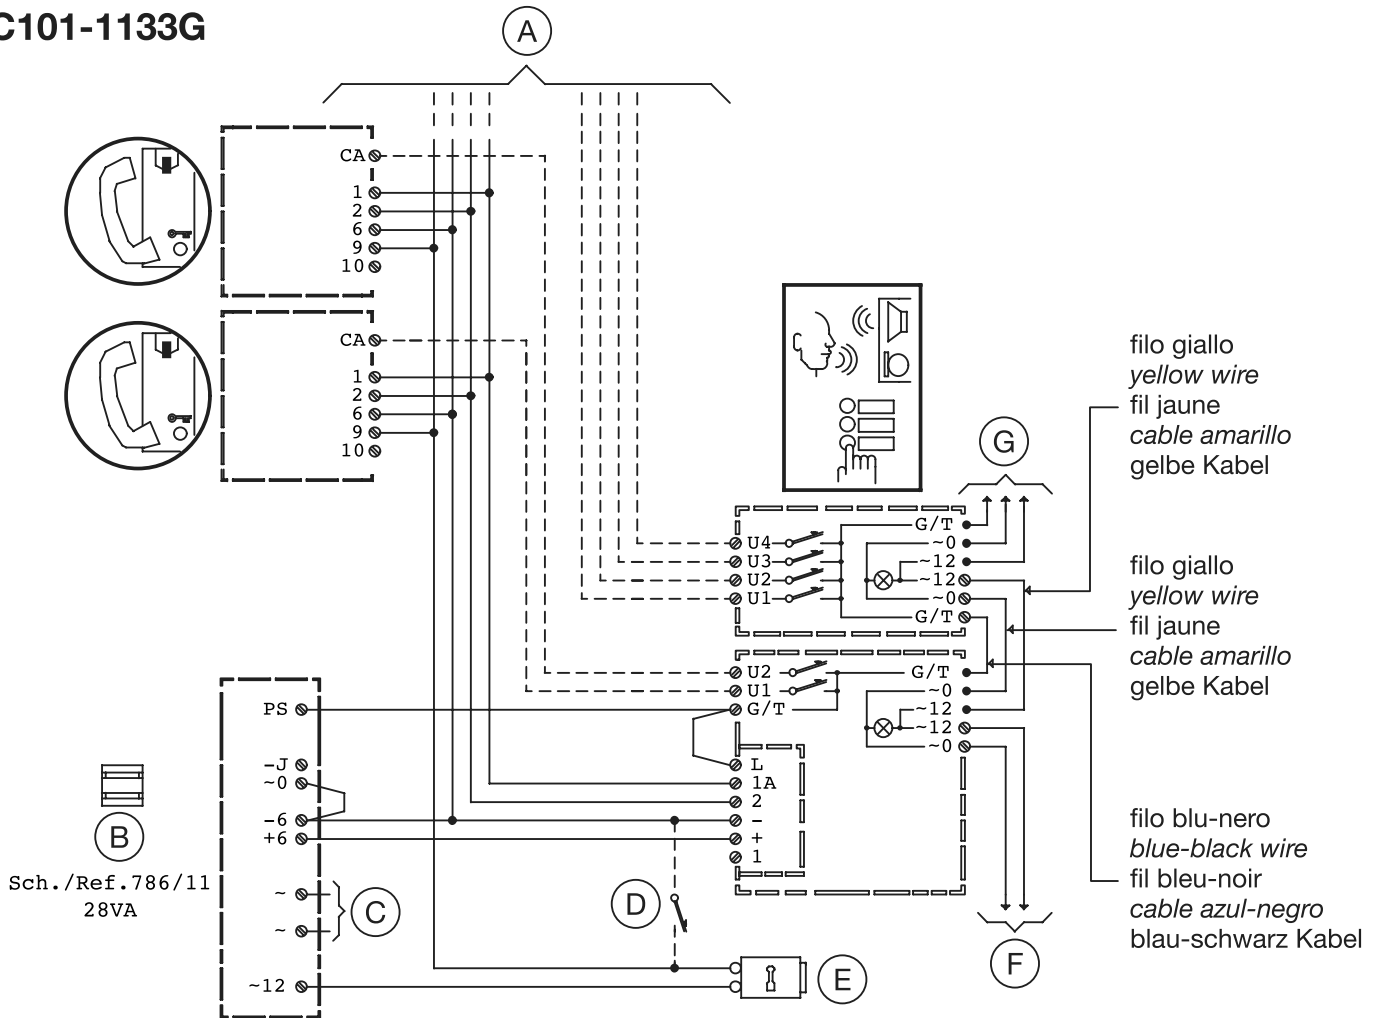 C101-1133G
A
CA
1
2
6
9
10
CA
1
2
6
9
10
filo giallo
yellow wire
fil jaune
cable amarillo
gelbe Kabel
G
U4
U3
U2
U1
G/T
~0
~12
~12
~0
G/T
filo giallo
yellow wire
fil jaune
cable amarillo
gelbe Kabel
U2
U1
G/T
G/T
~0
~12
~12
~0
L
1A
2
-
+
1
PS
-J
~0
-6
+6
~
~
~12
B
Sch./Ref.786/11
28VA
C
D
E
F
filo blu-nero
blue-black wire
fil bleu-noir
cable azul-negro
blau-schwarz Kabel